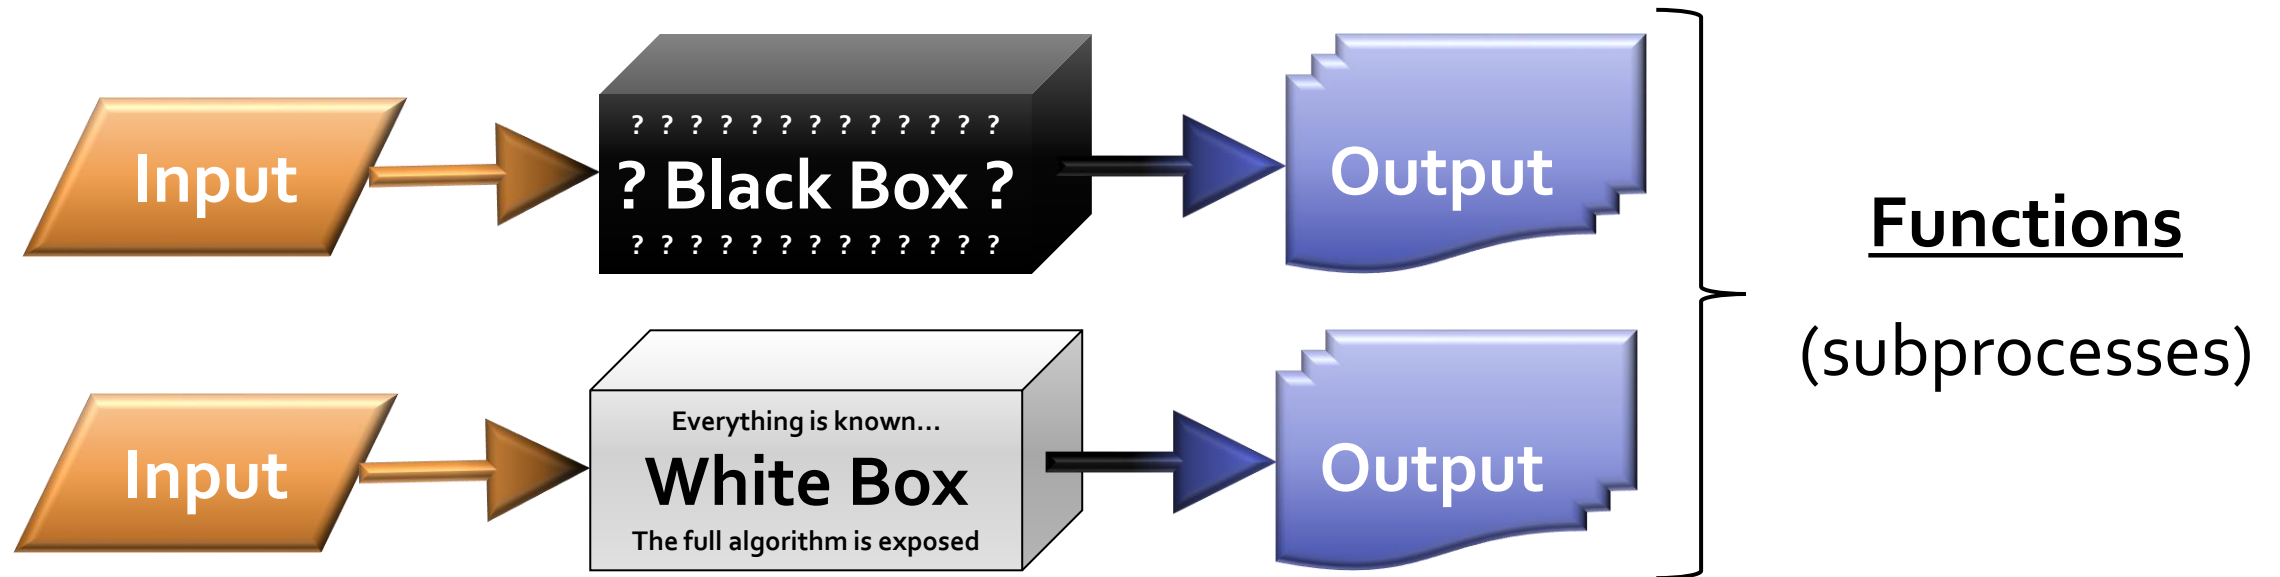 Input
? ? ? ? ? ? ? ? ? ? ? ? ?
? Black Box ?
? ? ? ? ? ? ? ? ? ? ? ? ?
Output
Input
Everything is known...
White Box
The full algorithm is exposed
Output
Functions
(subprocesses)